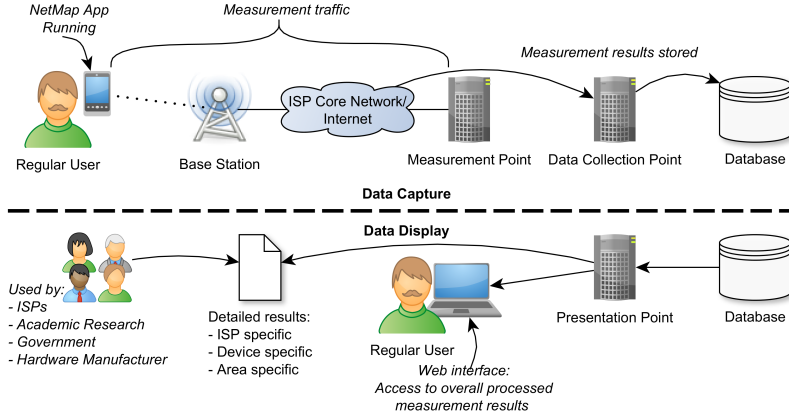 NetMap App
Running
Measurement traffic
Measurement results stored
ISP Core Network/
Internet
Regular User
Base Station
Measurement Point
Data Collection Point
Database
Data Capture
Data Display
Used by:
- ISPs
- Academic Research
- Government
- Hardware Manufacturer
Detailed results:
- ISP specific
- Device specific
- Area specific
Regular User
Presentation Point
Database
Web interface:
Access to overall processed
measurement results